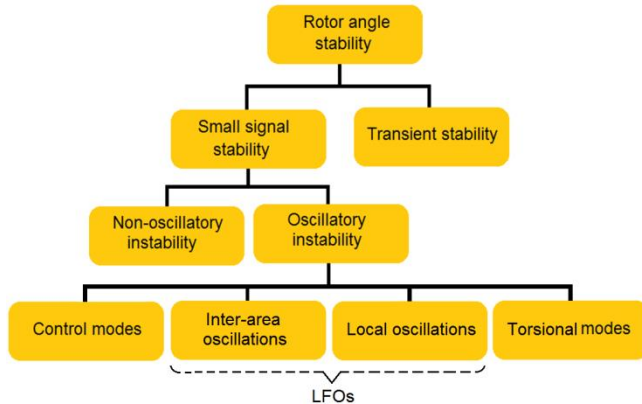 Rotor angle
stability
Small signal
stability
Transient stability
Non-oscillatory
instability
Oscillatory
instability
Control modes
Inter-area
oscillations
Local oscillations
Torsional modes
LFOs